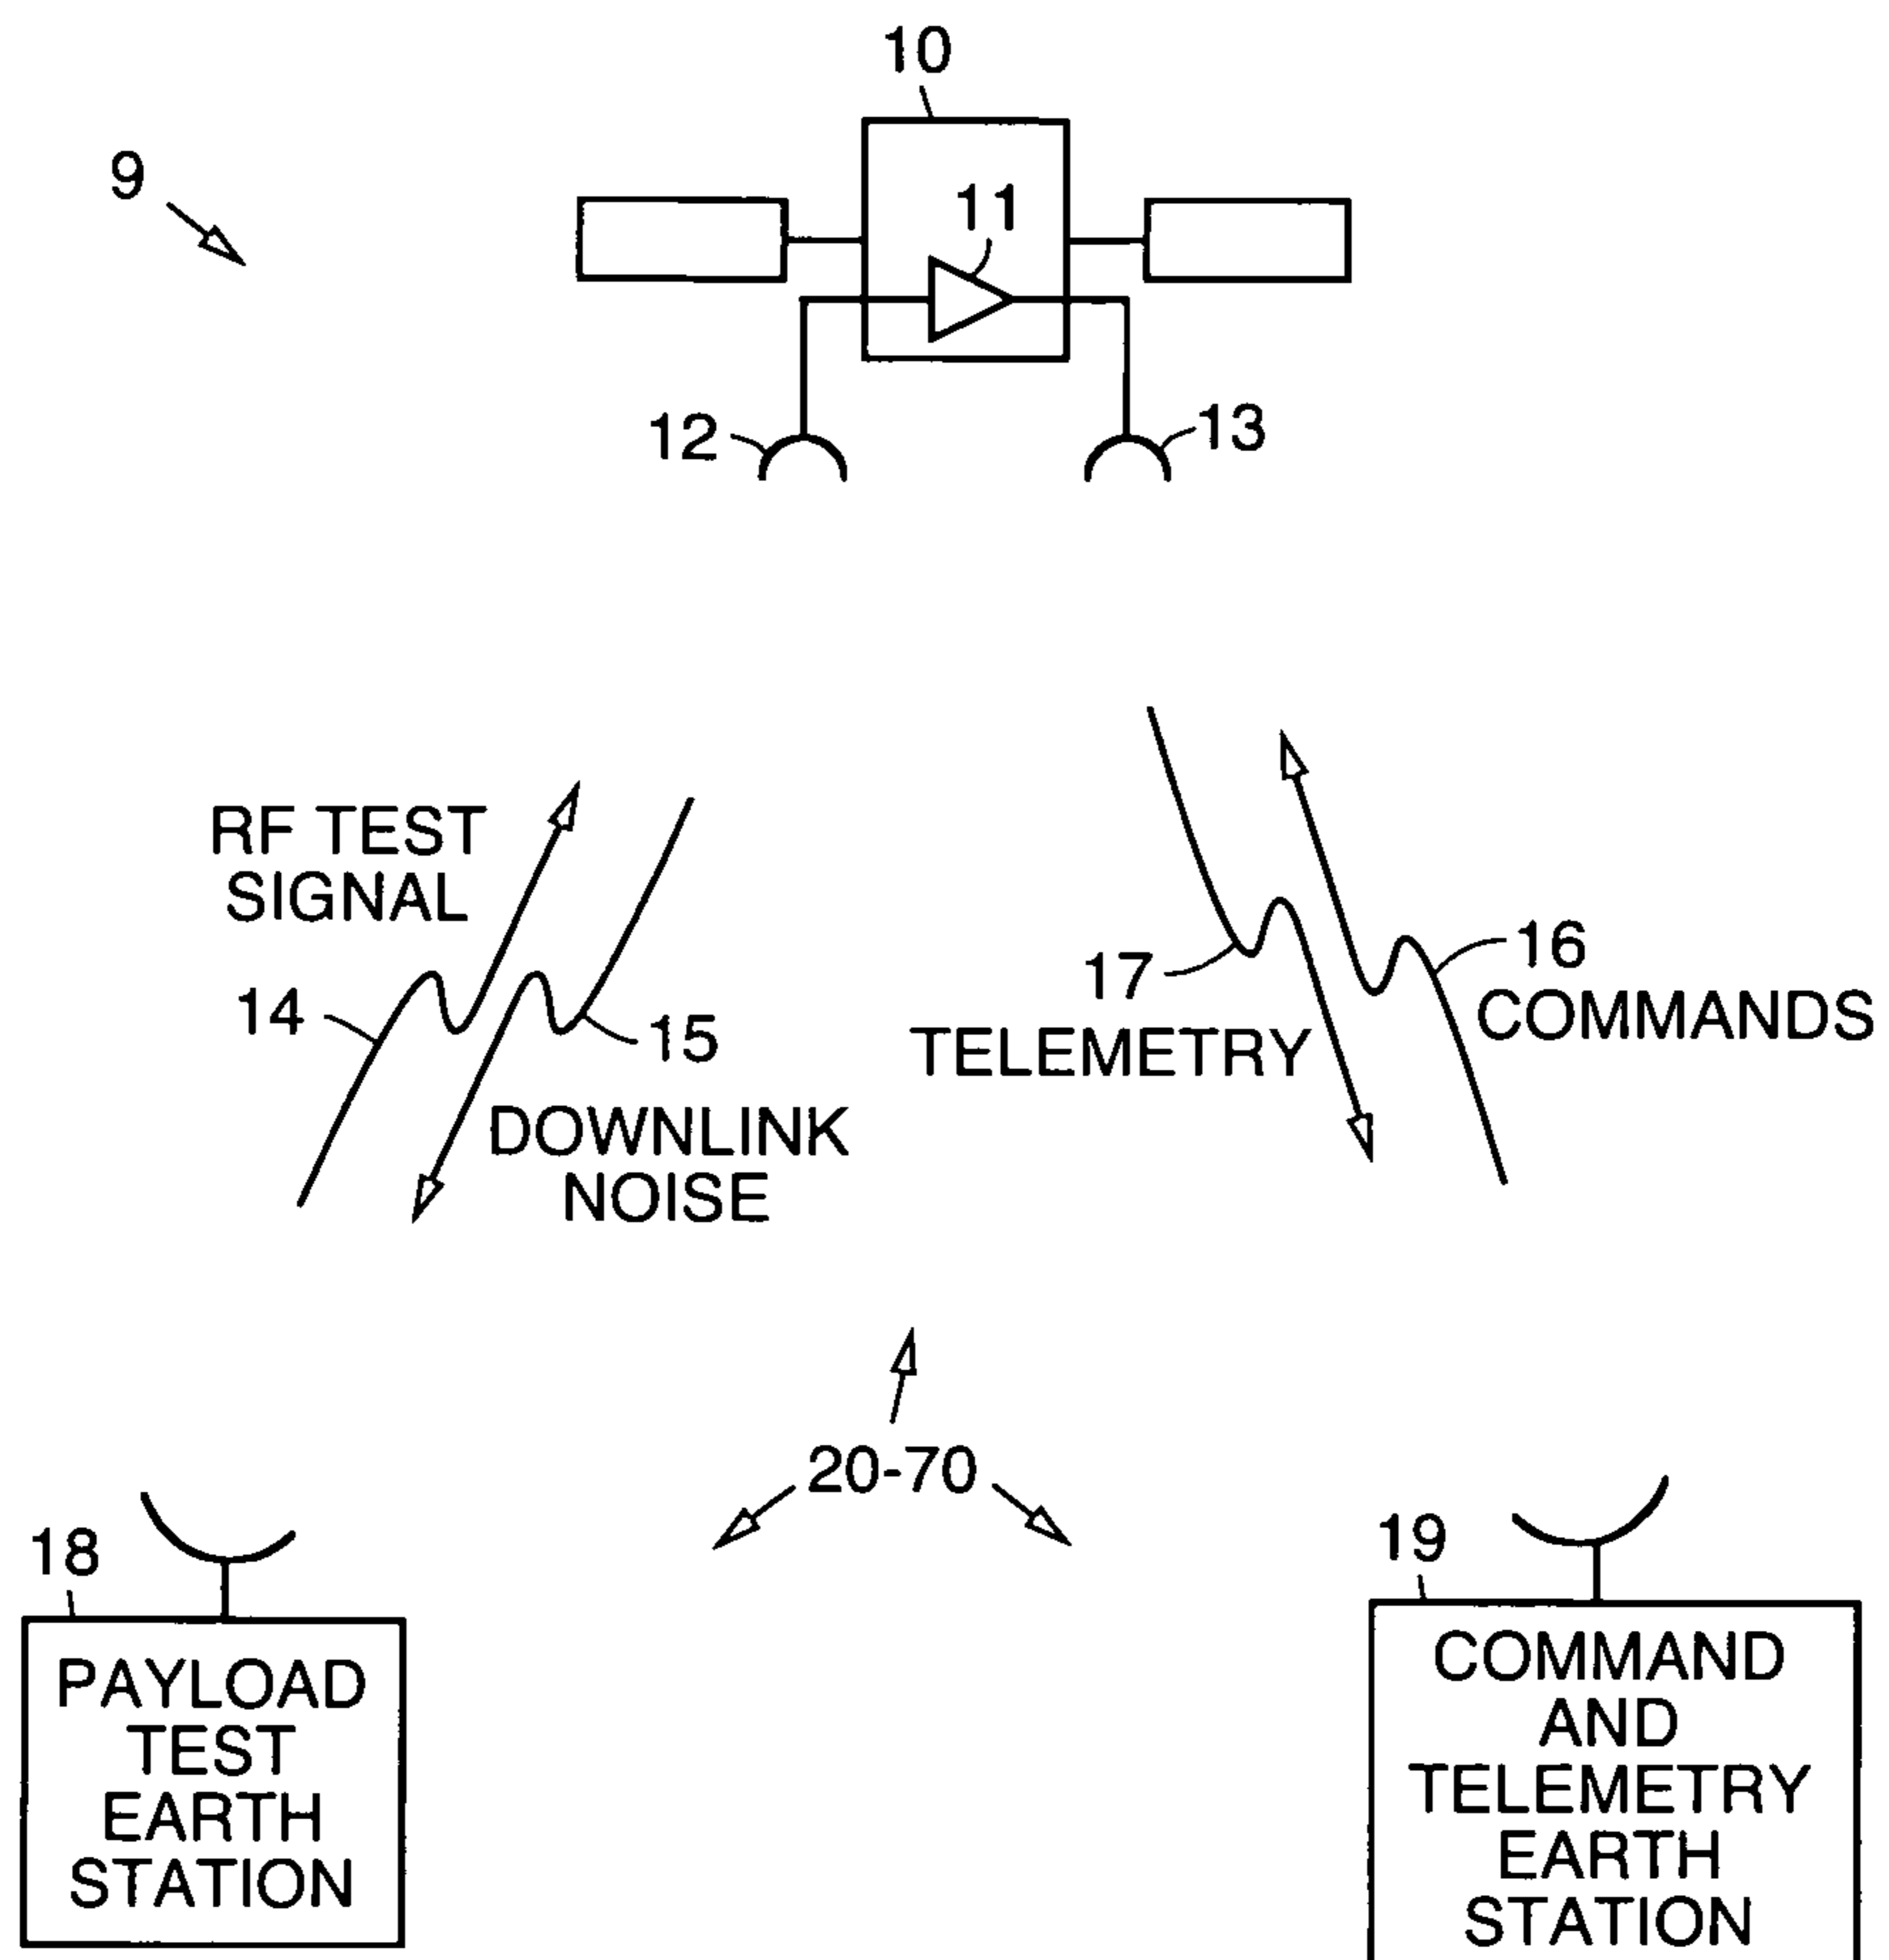 10
9
11
12
13
RF TEST
SIGNAL
14
15
DOWNLINK
NOISE
17
TELEMETRY
16
COMMANDS
20-70
18
PAYLOAD
TEST
EARTH
STATION
19
COMMAND
AND
TELEMETRY
EARTH
STATION